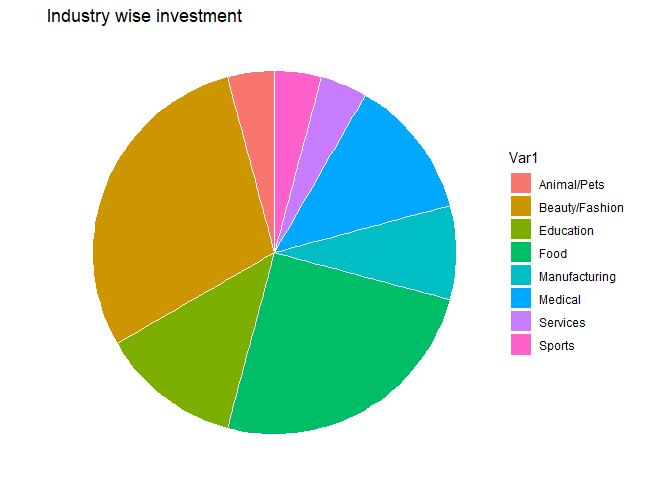 Industry wise investment
Var1
Animal/Pets
Beauty/Fashion
Education
Food
Manufacturing
Medical
Services
Sports